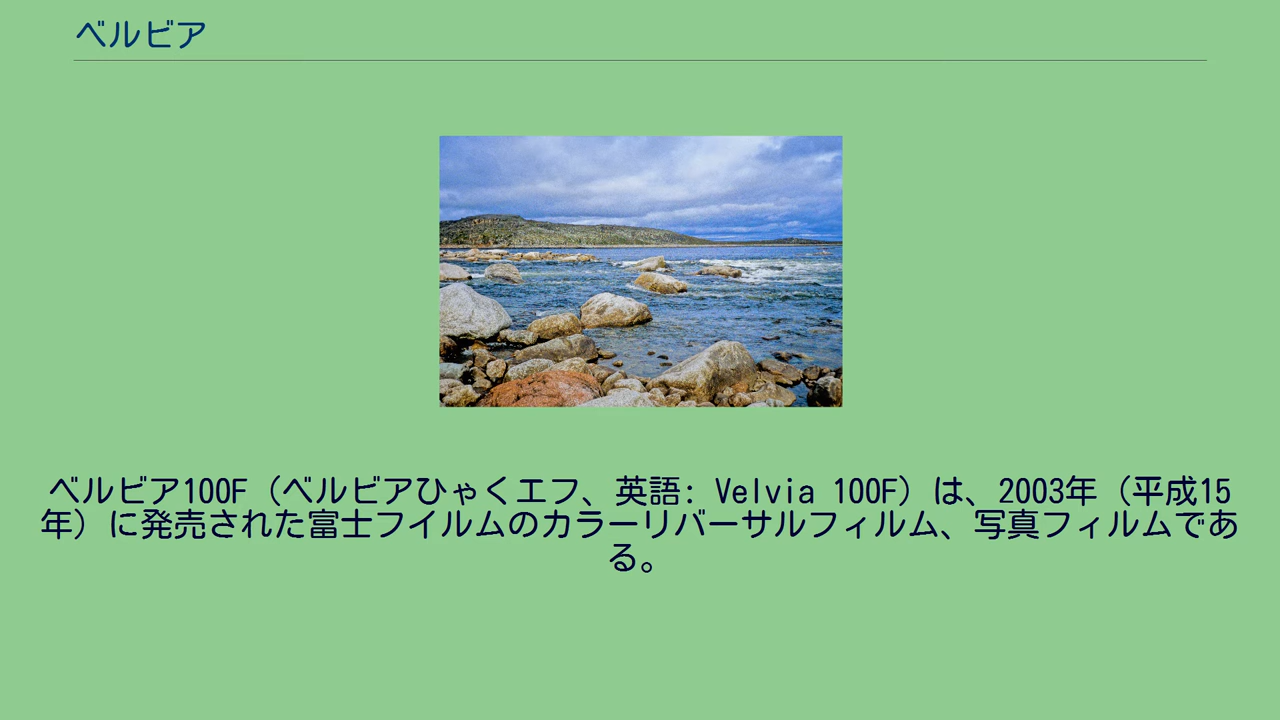 ベルビア
ベルビア100F（ベルビアひゃくエフ、英語: Velvia 100F）は、2003年（平成15
年）に発売された富士フイルムのカラーリバーサルフィルム、写真フィルムであ
る。